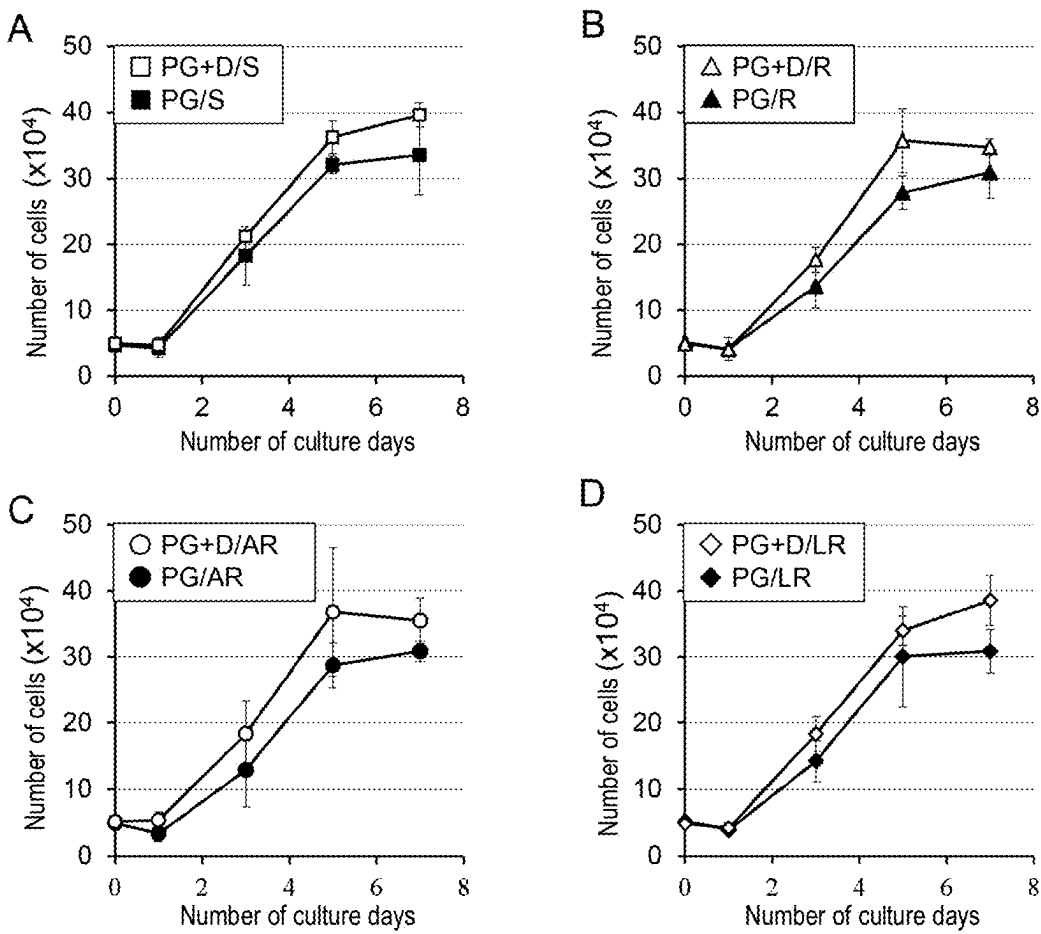 A
Number of cells (x10⁴)
50
40
30
20
10
0
PG+D/S
PG/S
0 2 4 6 8
Number of culture days
B
Number of cells (x10⁴)
50
40
30
20
10
0
PG+D/R
PG/R
0 2 4 6 8
Number of culture days
C
Number of cells (x10⁴)
50
40
30
20
10
0
PG+D/AR
PG/AR
0 2 4 6 8
Number of culture days
D
Number of cells (x10⁴)
50
40
30
20
10
0
PG+D/LR
PG/LR
0 2 4 6 8
Number of culture days